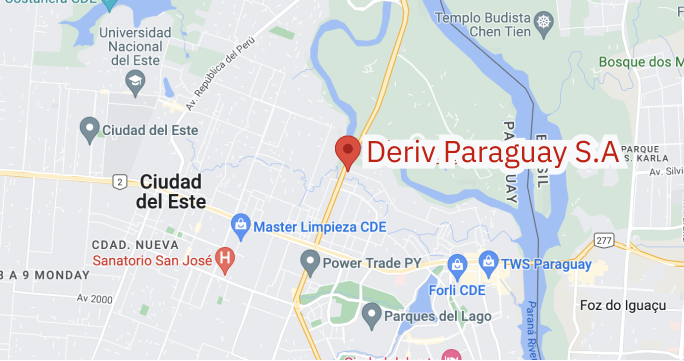 Costanera CDE
Templo Budista
Chen Tien
Universidad
Nacional
del Este
Av. República del Perú
Bosque dos
Ciudad del Este
Deriv Paraguay S.A
PARAGUAY
BRASIL
PARQUE
S. KARLA
Av. Silvi
2
Ciudad
del Este
Master Limpieza CDE
CDAD. NUEVA
277
Sanatorio San José
H
Power Trade PY
TWS Paraguay
B A 9 MONDAY
Forli CDE
Av 2000
Foz do Iguaçu
Parques del Lago
Paraná River